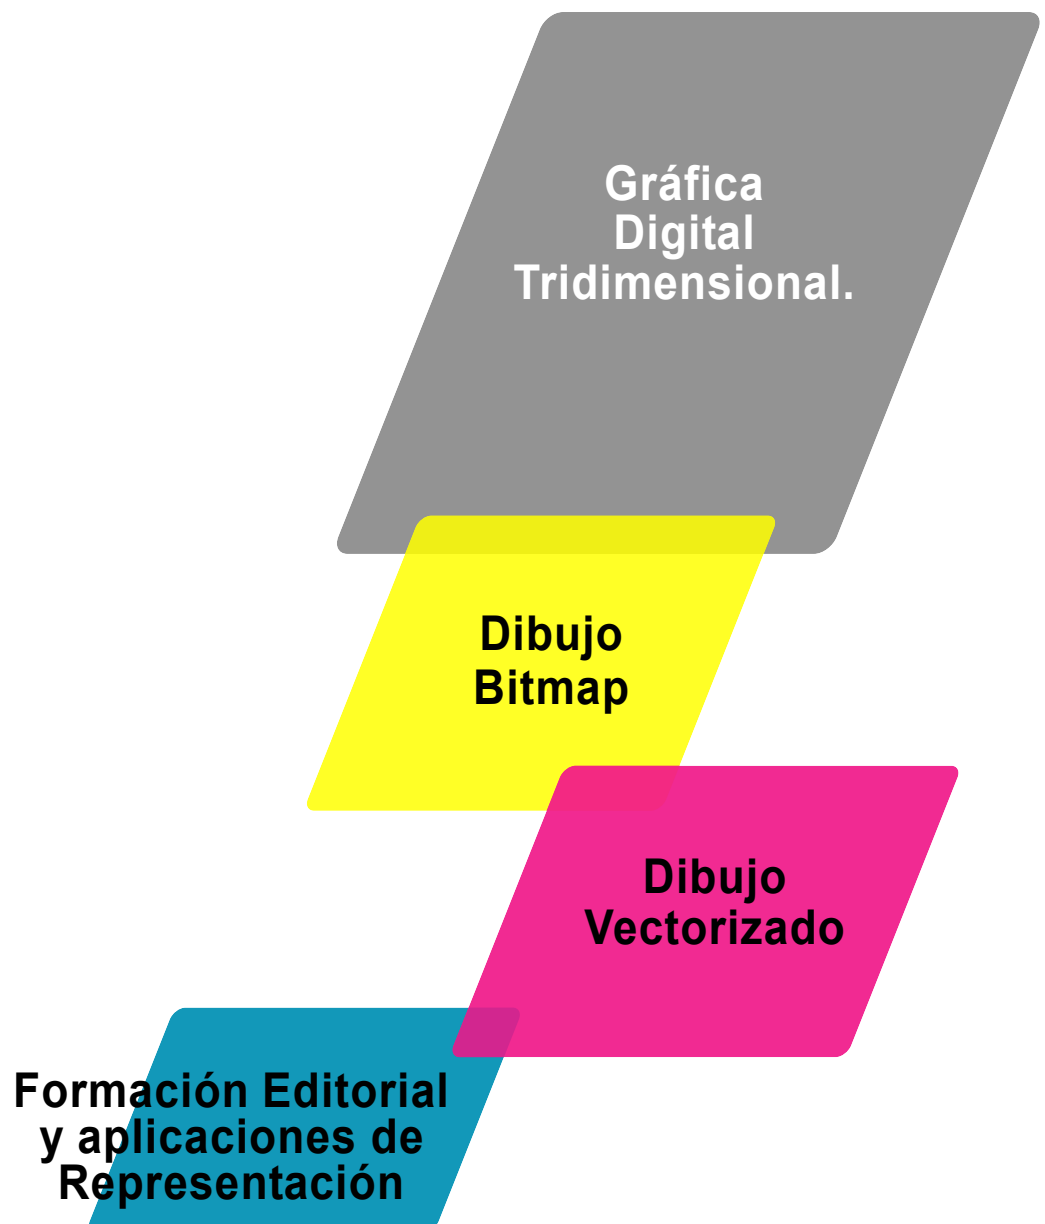 Gráfica
Digital
Tridimensional.
Dibujo
Bitmap
Dibujo
Vectorizado
Formación Editorial
y aplicaciones de
Representación